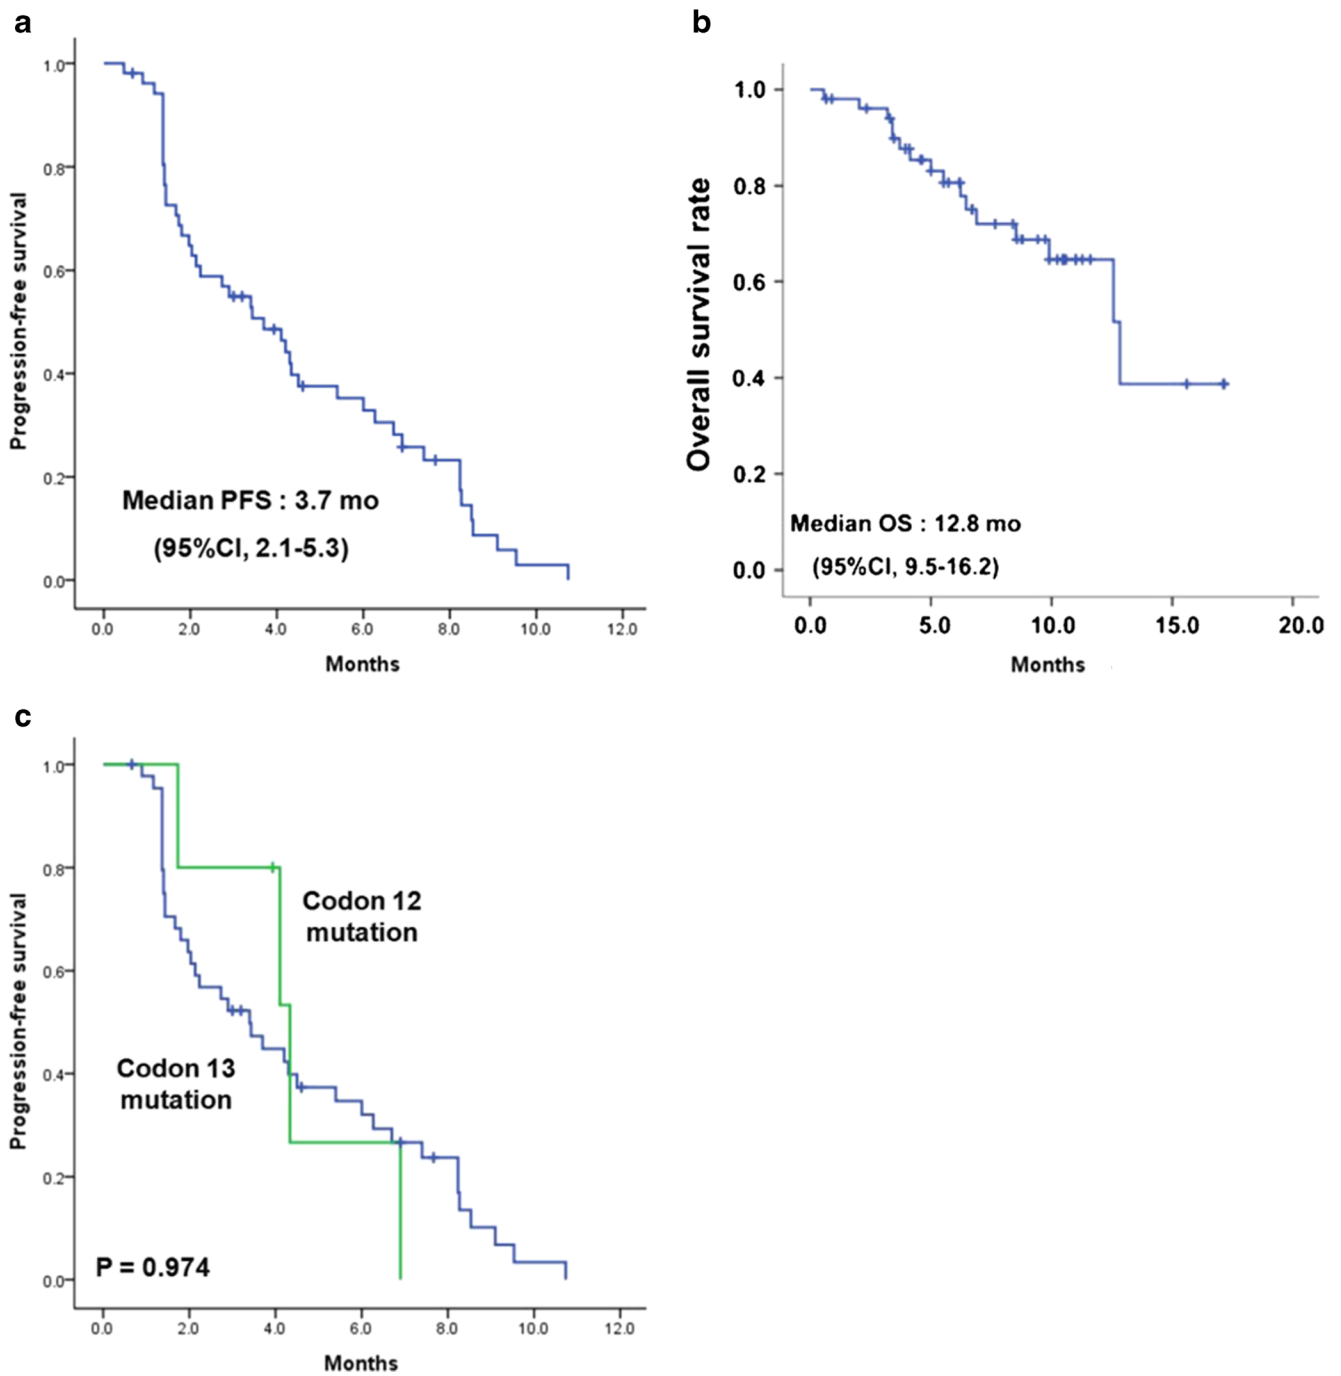 a
1.0
0.8
0.6
0.4
0.2
0.0
Progression-free survival
Median PFS : 3.7 mo
(95%CI, 2.1-5.3)
0.0 2.0 4.0 6.0 8.0 10.0 12.0
Months
b
1.0
0.8
0.6
0.4
0.2
0.0
Overall survival rate
Median OS : 12.8 mo
(95%CI, 9.5-16.2)
0.0 5.0 10.0 15.0 20.0
Months
c
1.0
0.8
0.6
0.4
0.2
0.0
Progression-free survival
Codon 12
mutation
Codon 13
mutation
P = 0.974
0.0 2.0 4.0 6.0 8.0 10.0 12.0
Months